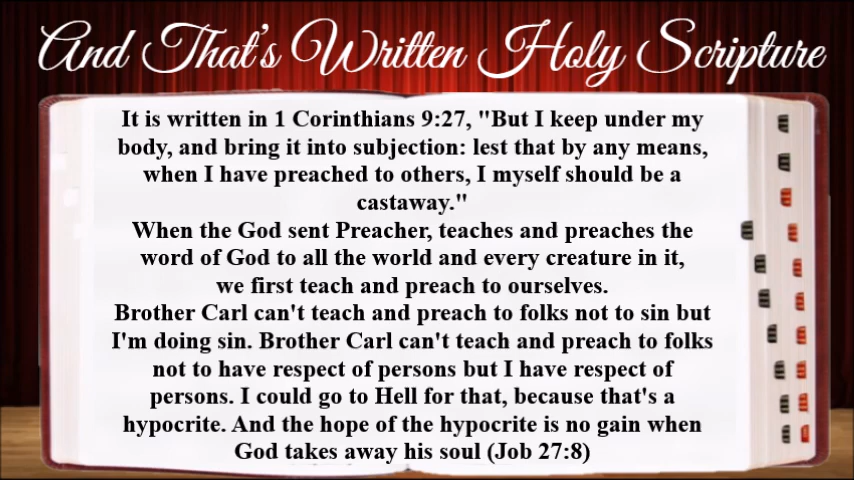 And That's Written Holy Scripture
It is written in 1 Corinthians 9:27, "But I keep under my
body, and bring it into subjection: lest that by any means,
when I have preached to others, I myself should be a
castaway."
When the God sent Preacher, teaches and preaches the
word of God to all the world and every creature in it,
we first teach and preach to ourselves.
Brother Carl can't teach and preach to folks not to sin but
I'm doing sin. Brother Carl can't teach and preach to folks
not to have respect of persons but I have respect of
persons. I could go to Hell for that, because that's a
hypocrite. And the hope of the hypocrite is no gain when
God takes away his soul (Job 27:8)